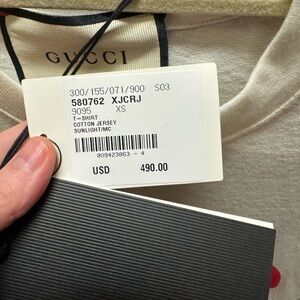 GUCCI
300/155/071/900 S03
580762 XJCRJ
9095 XS
T-SHIRT
COTTON JERSEY
SUNLIGHT/MC
809423863 - 4
USD 490.00